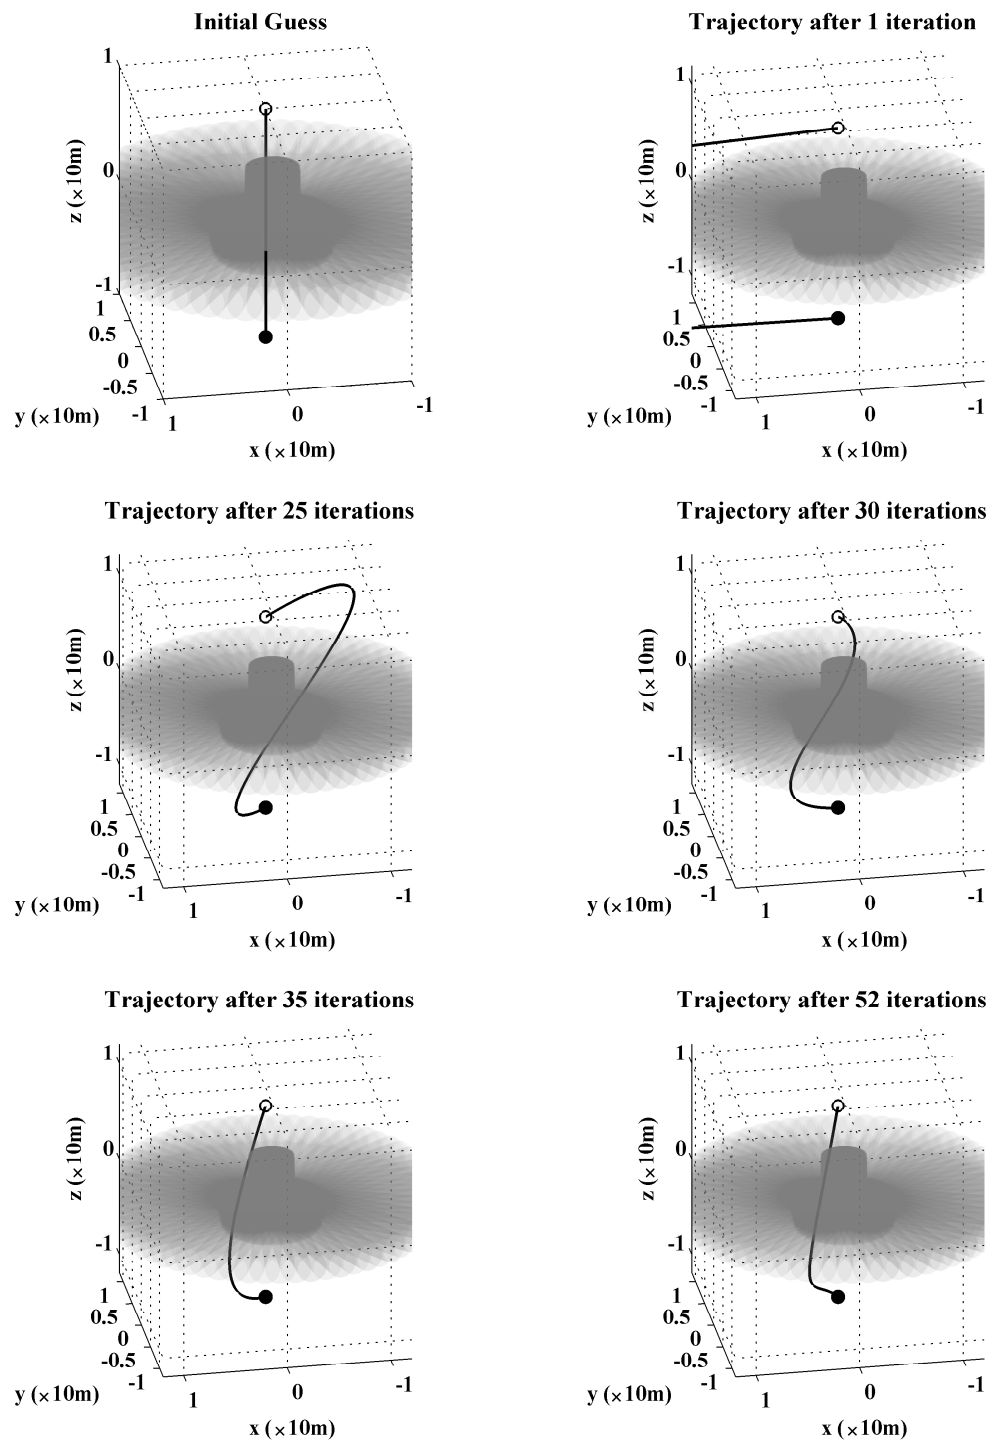 Initial Guess
1
0
-1
z (×10m)
1
0.5
0
-0.5
-1
y (×10m)
1
0
-1
x (×10m)
Trajectory after 1 iteration
1
0
-1
z (×10m)
1
0.5
0
-0.5
-1
y (×10m)
1
0
-1
x (×10m)
Trajectory after 25 iterations
1
0
-1
z (×10m)
1
0.5
0
-0.5
-1
y (×10m)
1
0
-1
x (×10m)
Trajectory after 30 iterations
1
0
-1
z (×10m)
1
0.5
0
-0.5
-1
y (×10m)
1
0
-1
x (×10m)
Trajectory after 35 iterations
1
0
-1
z (×10m)
1
0.5
0
-0.5
-1
y (×10m)
1
0
-1
x (×10m)
Trajectory after 52 iterations
1
0
-1
z (×10m)
1
0.5
0
-0.5
-1
y (×10m)
1
0
-1
x (×10m)